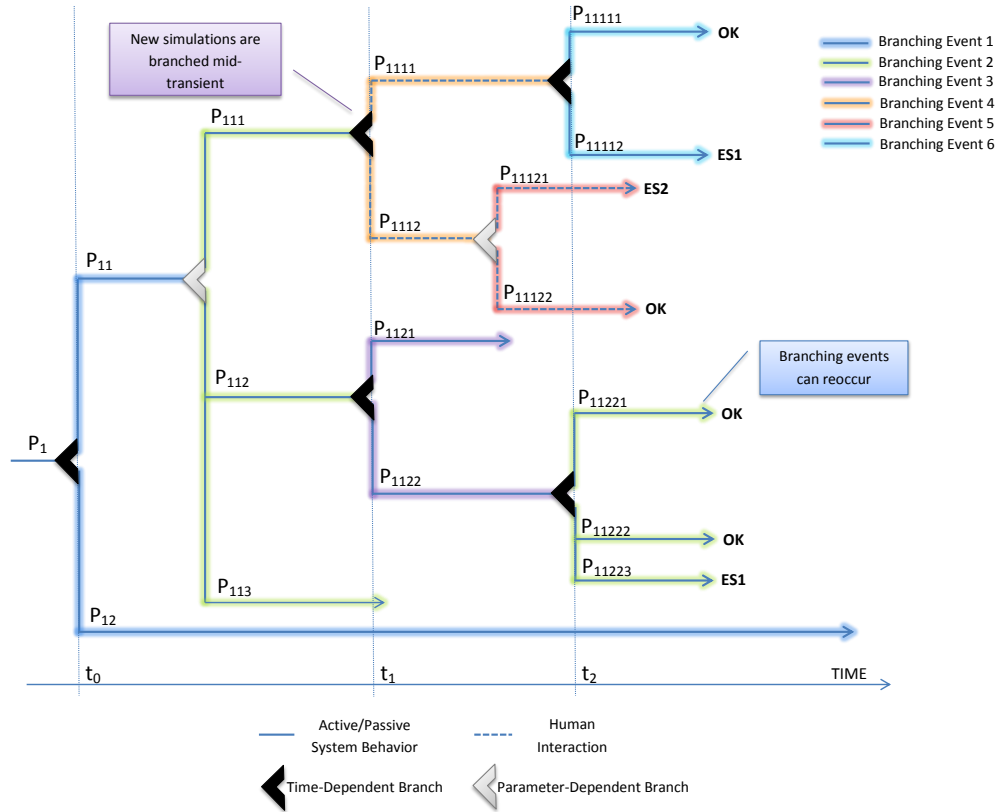 P11111
OK
New simulations are
branched mid-
transient
P1111
Branching Event 1
Branching Event 2
Branching Event 3
Branching Event 4
Branching Event 5
Branching Event 6
P111
P11112
ES1
P11121
ES2
P1112
P11
P11122
OK
P1121
Branching events
can reoccur
P112
P11221
OK
P1
P1122
P11222
OK
P11223
ES1
P113
P12
t0
t1
t2
TIME
Active/Passive
System Behavior
Human
Interaction
Time-Dependent Branch
Parameter-Dependent Branch